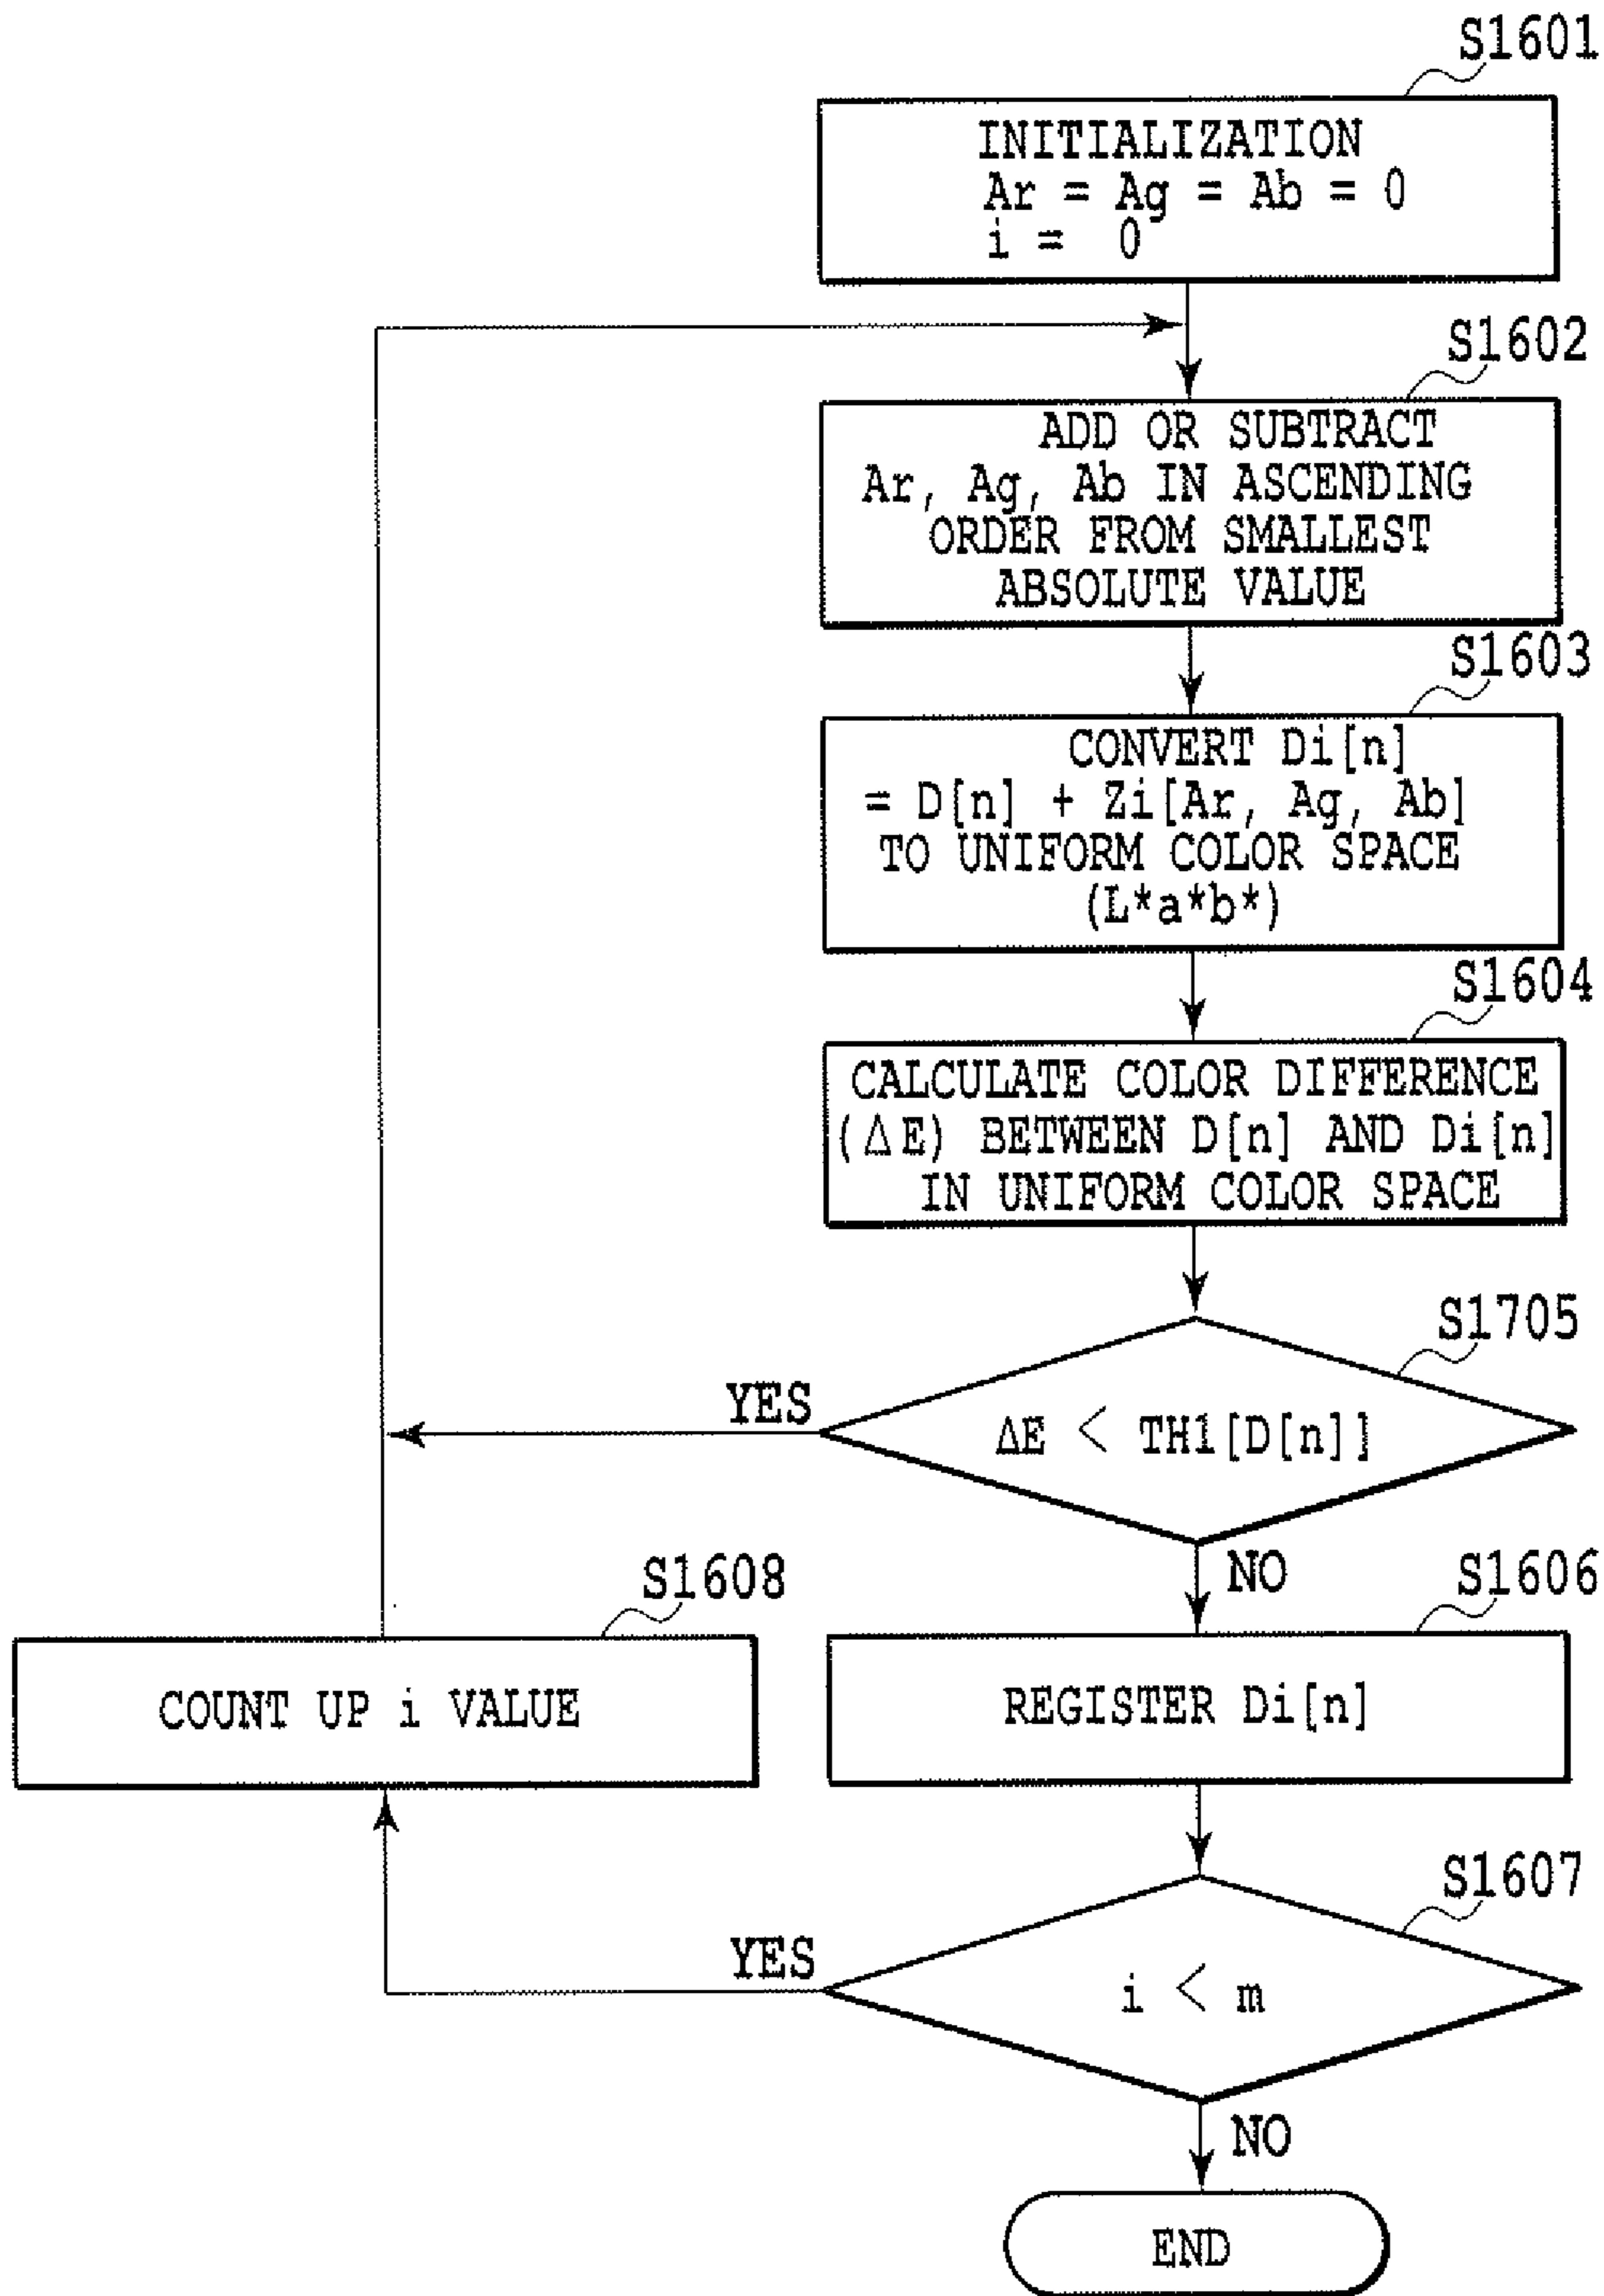 S1601
INITIALIZATION
Ar = Ag = Ab = 0
i = 0
S1602
ADD OR SUBTRACT
Ar, Ag, Ab IN ASCENDING
ORDER FROM SMALLEST
ABSOLUTE VALUE
S1603
CONVERT Di[n]
= D[n] + Zi[Ar, Ag, Ab]
TO UNIFORM COLOR SPACE
(L*a*b*)
S1604
CALCULATE COLOR DIFFERENCE
(ΔE) BETWEEN D[n] AND Di[n]
IN UNIFORM COLOR SPACE
S1705
YES
ΔE < TH1[D[n]]
NO
S1608
COUNT UP i VALUE
S1606
REGISTER Di[n]
S1607
YES
i < m
NO
END